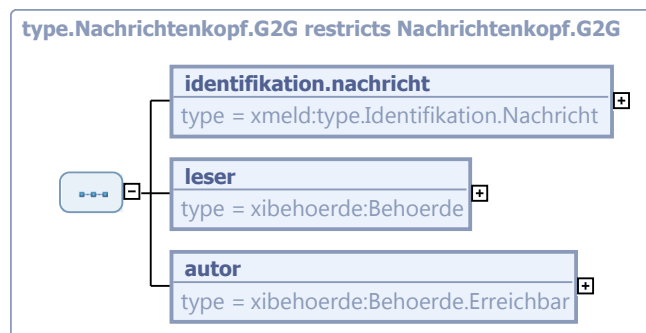 type.Nachrichtenkopf.G2G restricts Nachrichtenkopf.G2G
identifikation.nachricht
type = xmeld:type.Identifikation.Nachricht
leser
type = xibehoerde:Behoerde
autor
type = xibehoerde:Behoerde.Erreichbar